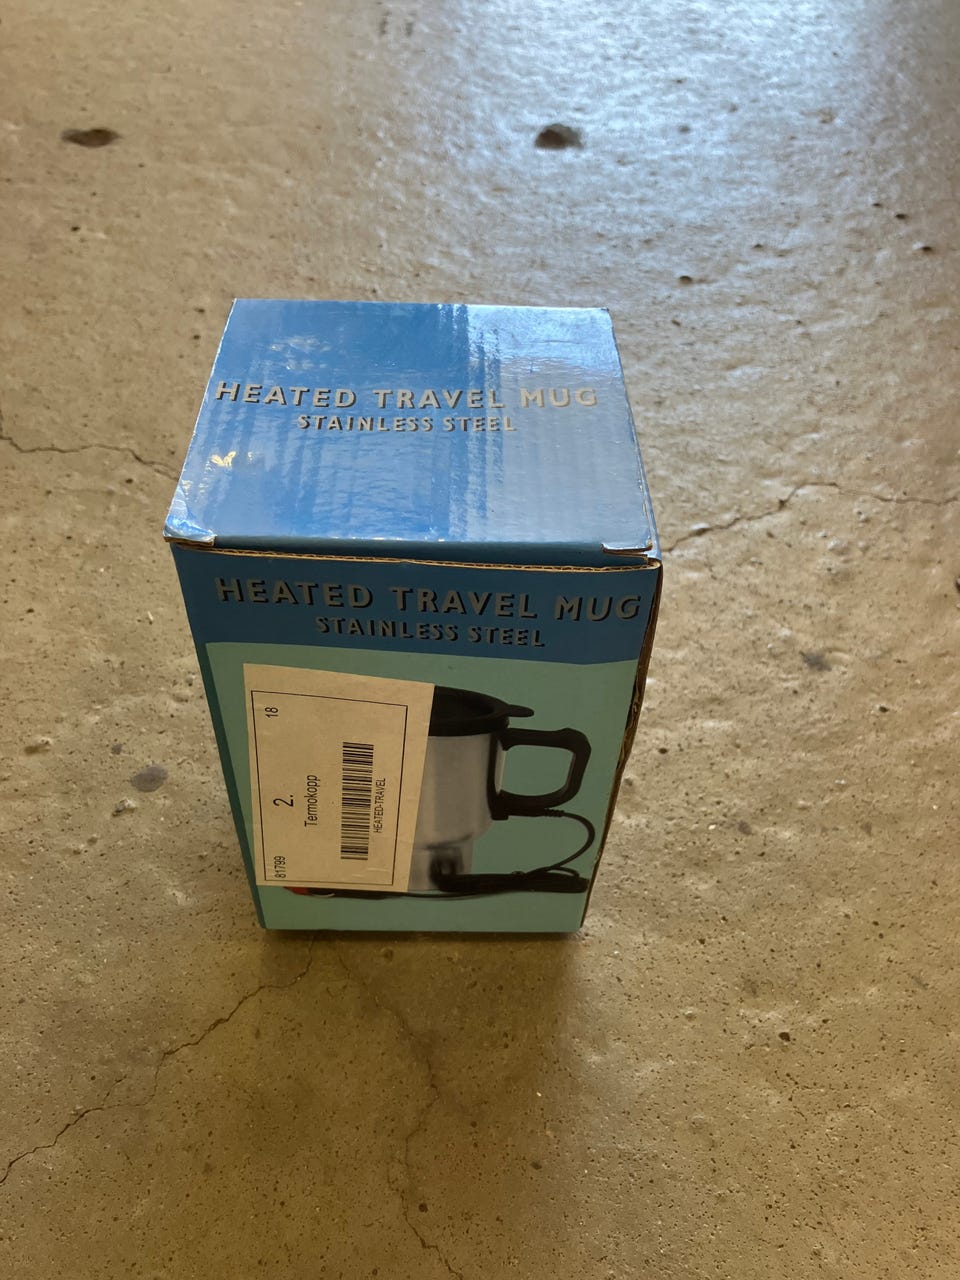 HEATED TRAVEL MUG
STAINLESS STEEL
HEATED TRAVEL MUG
STAINLESS STEEL
81799
18
2.
Termokopp
HEATED-TRAVEL